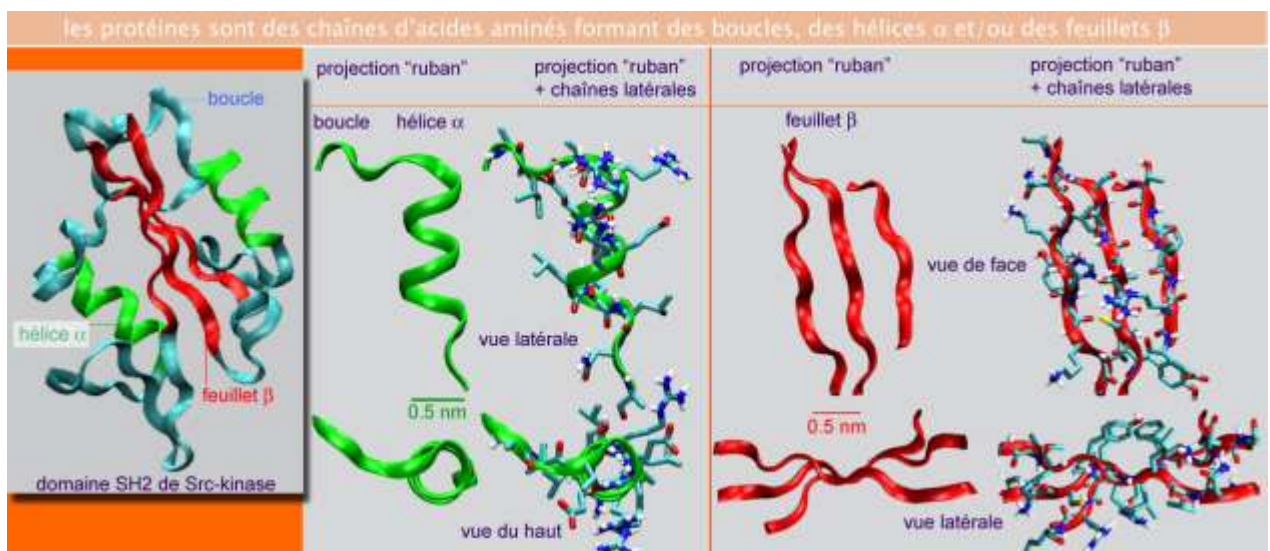 les protéines sont des chaînes d'acides aminés formant des boucles, des hélices α et/ou des feuillets β
boucle
hélice α
feuillet β
domaine SH2 de Src-kinase
projection "ruban"
projection "ruban"
+ chaînes latérales
boucle
hélice α
vue latérale
0.5 nm
vue du haut
projection "ruban"
projection "ruban"
+ chaînes latérales
feuillet β
vue de face
0.5 nm
vue latérale